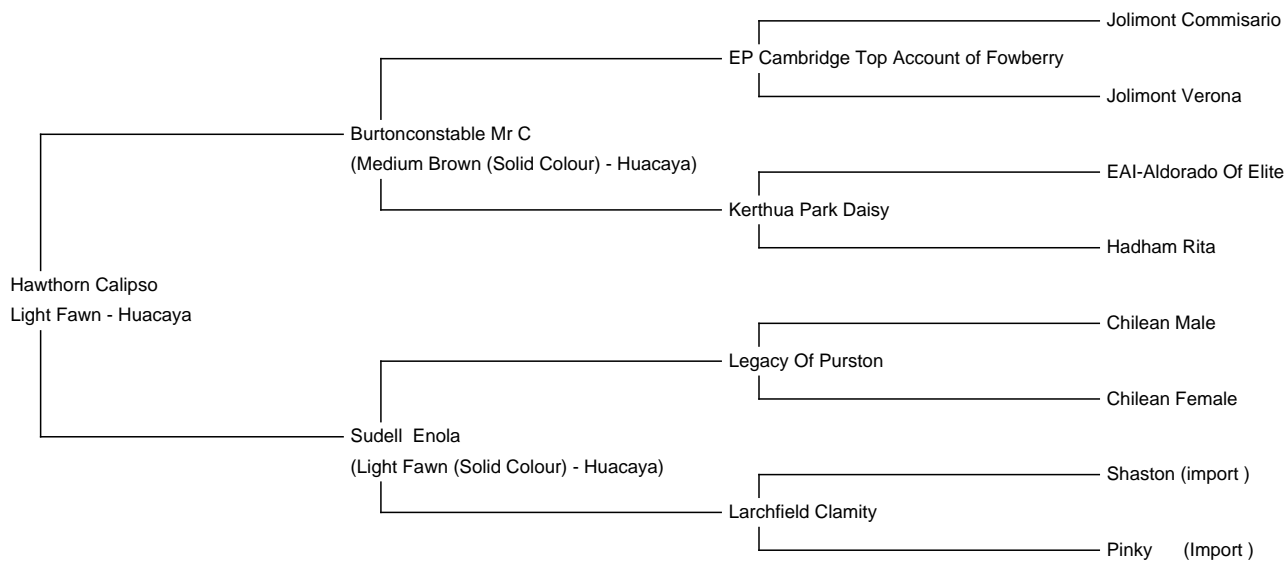 Jolimont Commisario
EP Cambridge Top Account of Fowberry
Jolimont Verona
Burtonconstable Mr C
(Medium Brown (Solid Colour) - Huacaya)
EAI-Aldorado Of Elite
Kerthua Park Daisy
Hadham Rita
Hawthorn Calipso
Light Fawn - Huacaya
Chilean Male
Legacy Of Purston
Chilean Female
Sudell  Enola
(Light Fawn (Solid Colour) - Huacaya)
Shaston (import )
Larchfield Clamity
Pinky      (Import )